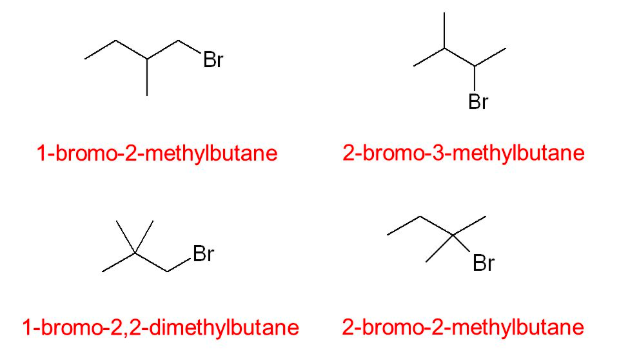 Br
Br
1-bromo-2-methylbutane
2-bromo-3-methylbutane
Br
Br
1-bromo-2,2-dimethylbutane
2-bromo-2-methylbutane